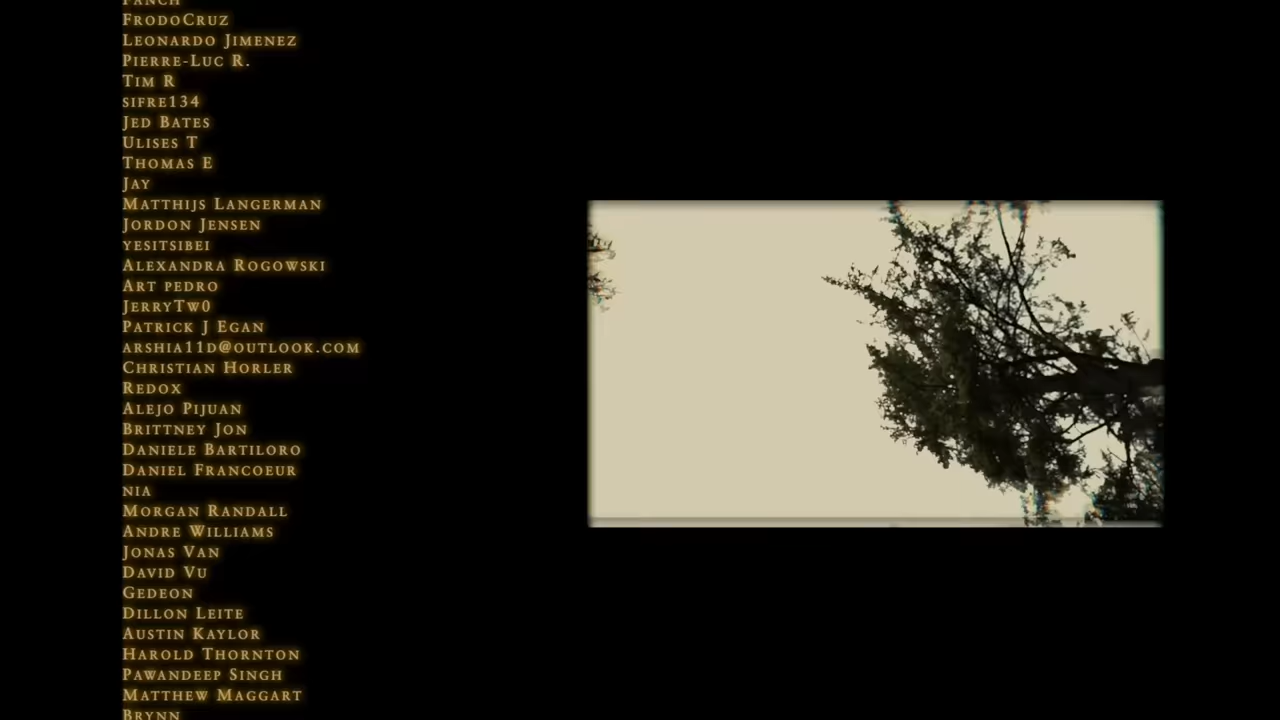 FANCH
FRODOCRUZ
LEONARDO JIMENEZ
PIERRE-LUC R.
TIM R
SIFRE134
JED BATES
ULISES T
THOMAS E
JAY
MATTHIJS LANGERMAN
JORDON JENSEN
YESITSIBEI
ALEXANDRA ROGOWSKI
ART PEDRO
JERRYTW0
PATRICK J EGAN
ARSHIA11D@OUTLOOK.COM
CHRISTIAN HORLER
REDOX
ALEJO PIJUAN
BRITTNEY JON
DANIELE BARTILORO
DANIEL FRANCOEUR
NIA
MORGAN RANDALL
ANDRE WILLIAMS
JONAS VAN
DAVID VU
GEDEON
DILLON LEITE
AUSTIN KAYLOR
HAROLD THORNTON
PAWANDEEP SINGH
MATTHEW MAGGART
BRYNN